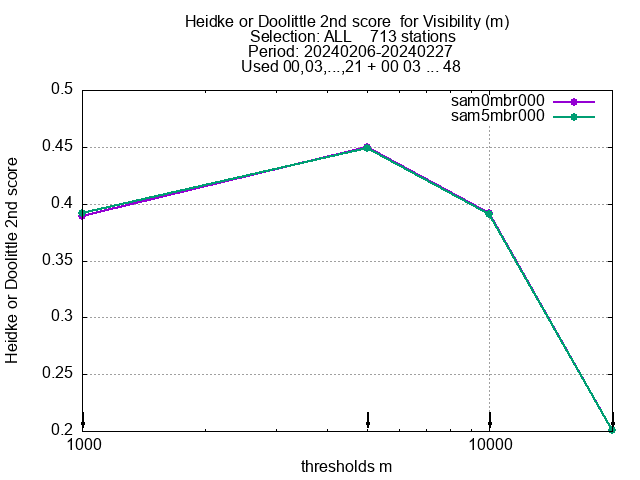 Heidke or Doolittle 2nd score  for Visibility (m)
Selection: ALL    713 stations
Period: 20240206-20240227
Used 00,03,...,21 + 00 03 ... 48
sam0mbr000
sam5mbr000
Heidke or Doolittle 2nd score
0.5
0.45
0.4
0.35
0.3
0.25
0.2
1000
10000
thresholds m